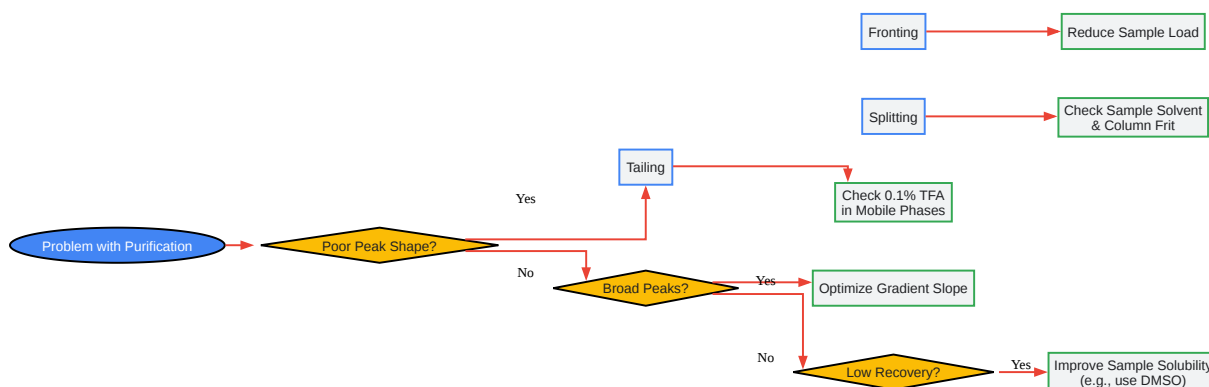 Fronting
Reduce Sample Load
Splitting
Check Sample Solvent
& Column Frit
Tailing
Check 0.1% TFA
in Mobile Phases
Yes
Problem with Purification
Poor Peak Shape?
No
Broad Peaks?
Yes
Optimize Gradient Slope
No
Low Recovery?
Yes
Improve Sample Solubility
(e.g., use DMSO)